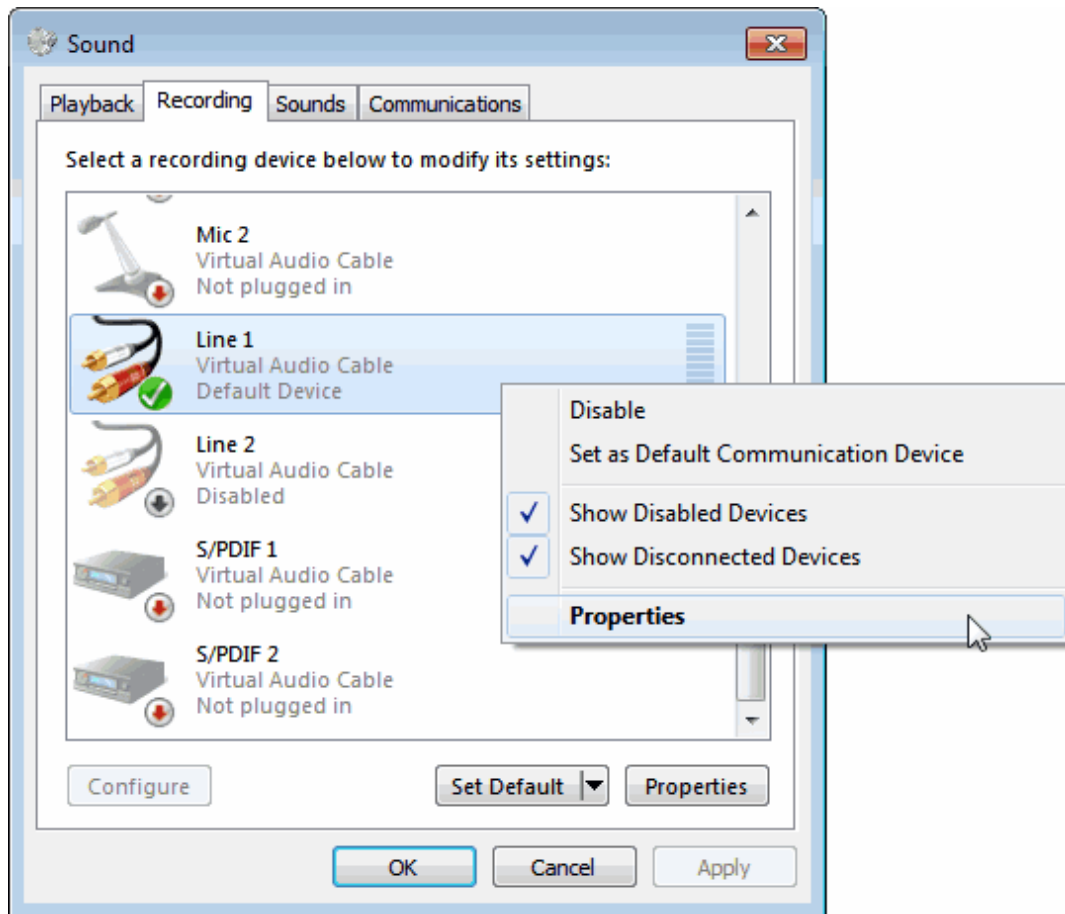 Sound
Playback Recording Sounds Communications
Select a recording device below to modify its settings:
Mic 2
Virtual Audio Cable
Not plugged in
Line 1
Virtual Audio Cable
Default Device
Line 2
Virtual Audio Cable
Disabled
S/PDIF 1
Virtual Audio Cable
Not plugged in
S/PDIF 2
Virtual Audio Cable
Not plugged in
Disable
Set as Default Communication Device
Show Disabled Devices
Show Disconnected Devices
Properties
Configure Set Default Properties
OK Cancel Apply